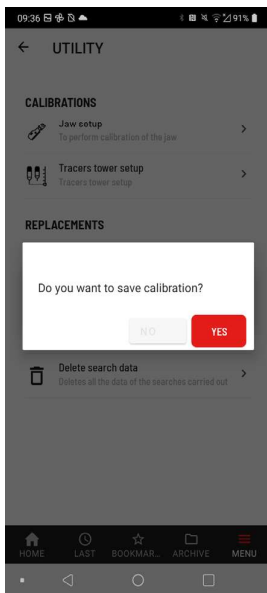 09:36
91%
UTILITY
CALIBRATIONS
Jaw setup
To perform calibration of the jaw
Tracers tower setup
Tracers tower setup
REPLACEMENTS
Do you want to save calibration?
NO
YES
Delete search data
Deletes all the data of the searches carried out
HOME
LAST
BOOKMAR...
ARCHIVE
MENU